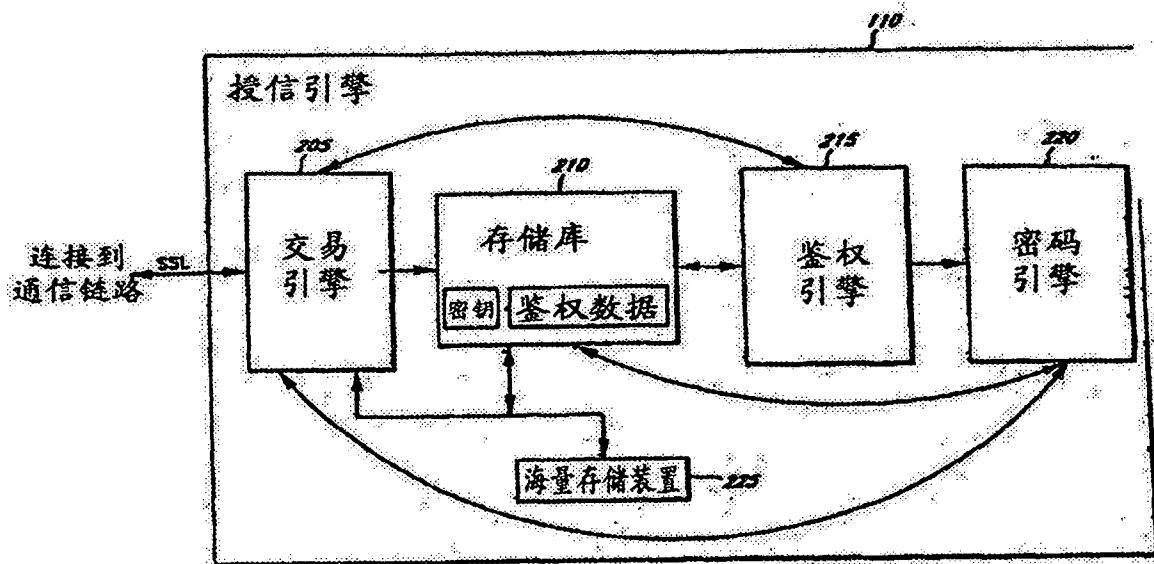 110
授信引擎
205
210
215
220
交易
引擎
存储库
密钥
鉴权数据
鉴权
引擎
密码
引擎
连接到
通信链路
SSL
海量存储装置
225